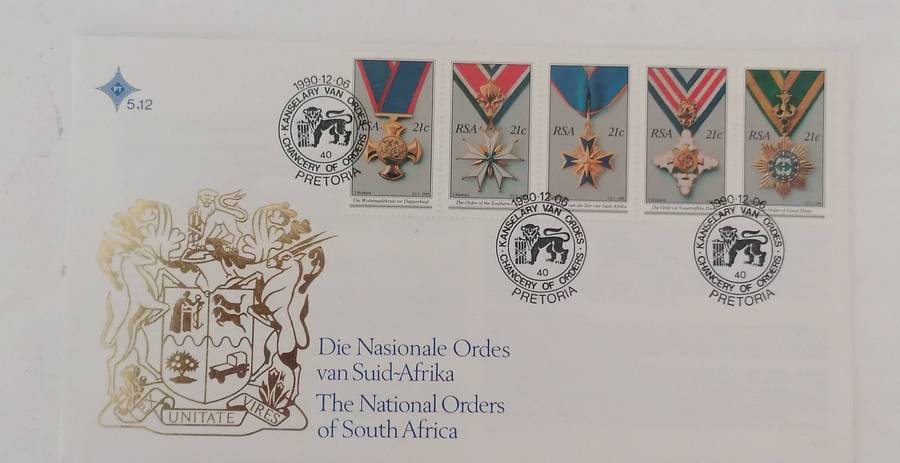 PT
5.12
1990-12-06
KANSELARY VAN ORDES
CHANCERY OF ORDERS
40
PRETORIA
RSA 21c
Die Woltemadekruis vir Dapperheid
RSA 21c
The Order of the Southern
RSA 21c
van die Ster van Suid-Afrika
RSA 21c
Die Orde vir Voortreflike
RSA 21c
Order of Good Hope
1990-12-06
KANSELARY VAN ORDES
CHANCERY OF ORDERS
40
PRETORIA
1990-12-06
KANSELARY VAN ORDES
CHANCERY OF ORDERS
40
PRETORIA
EX UNITATE VIRES
Die Nasionale Ordes
van Suid-Afrika
The National Orders
of South Africa